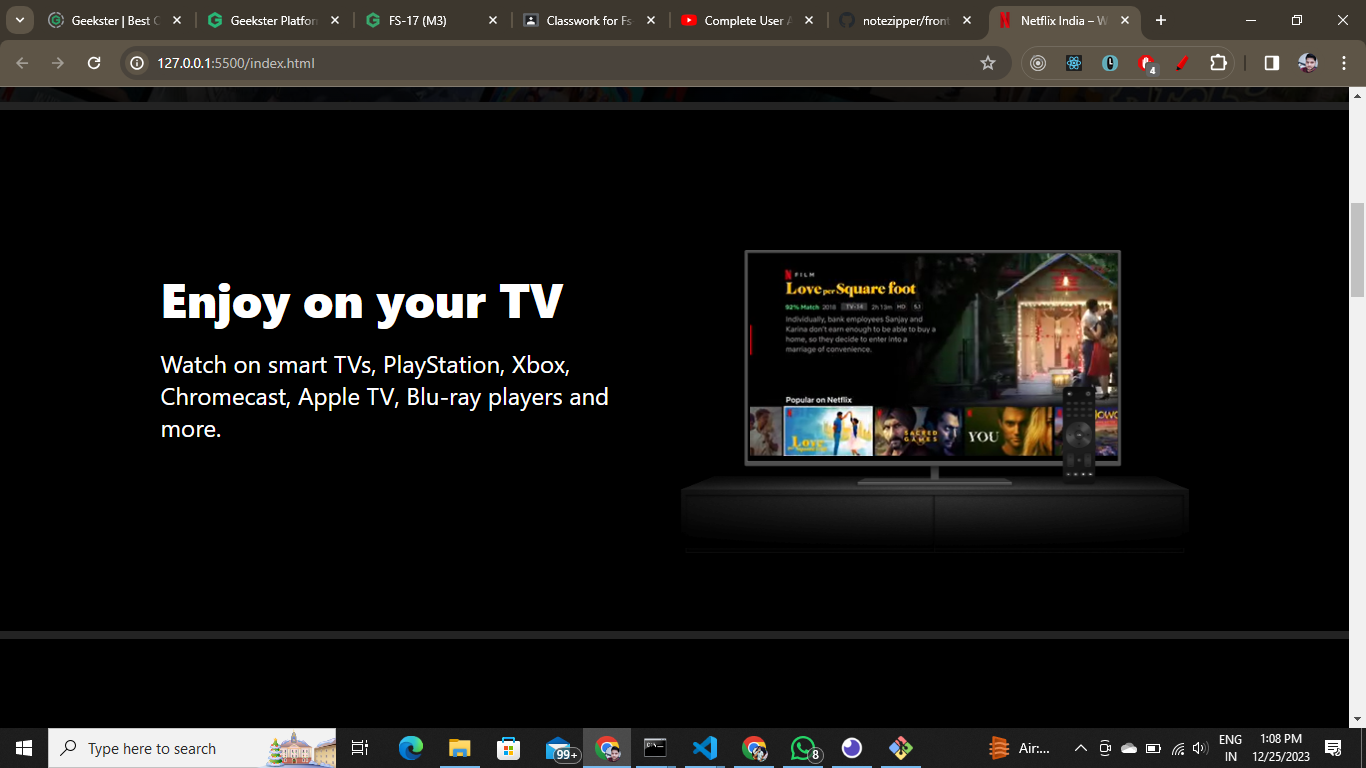 Geekster | Best C
Geekster Platfor
FS-17 (M3)
Classwork for Fs-
Complete User A
notezipper/front
Netflix India – W
127.0.0.1:5500/index.html
4
Enjoy on your TV
Watch on smart TVs, PlayStation, Xbox,
Chromecast, Apple TV, Blu-ray players and
more.
FILM
Love per Square foot
92% Match 2018 TV-14 2h 13m HD 5.1
Individually, bank employees Sanjay and
Karina don't earn enough to be able to buy a
home, so they decide to enter into a
marriage of convenience.
Popular on Netflix
Love
SACRED
GAMES
YOU
Type here to search
99+
8
Air:...
ENG
IN
1:08 PM
12/25/2023